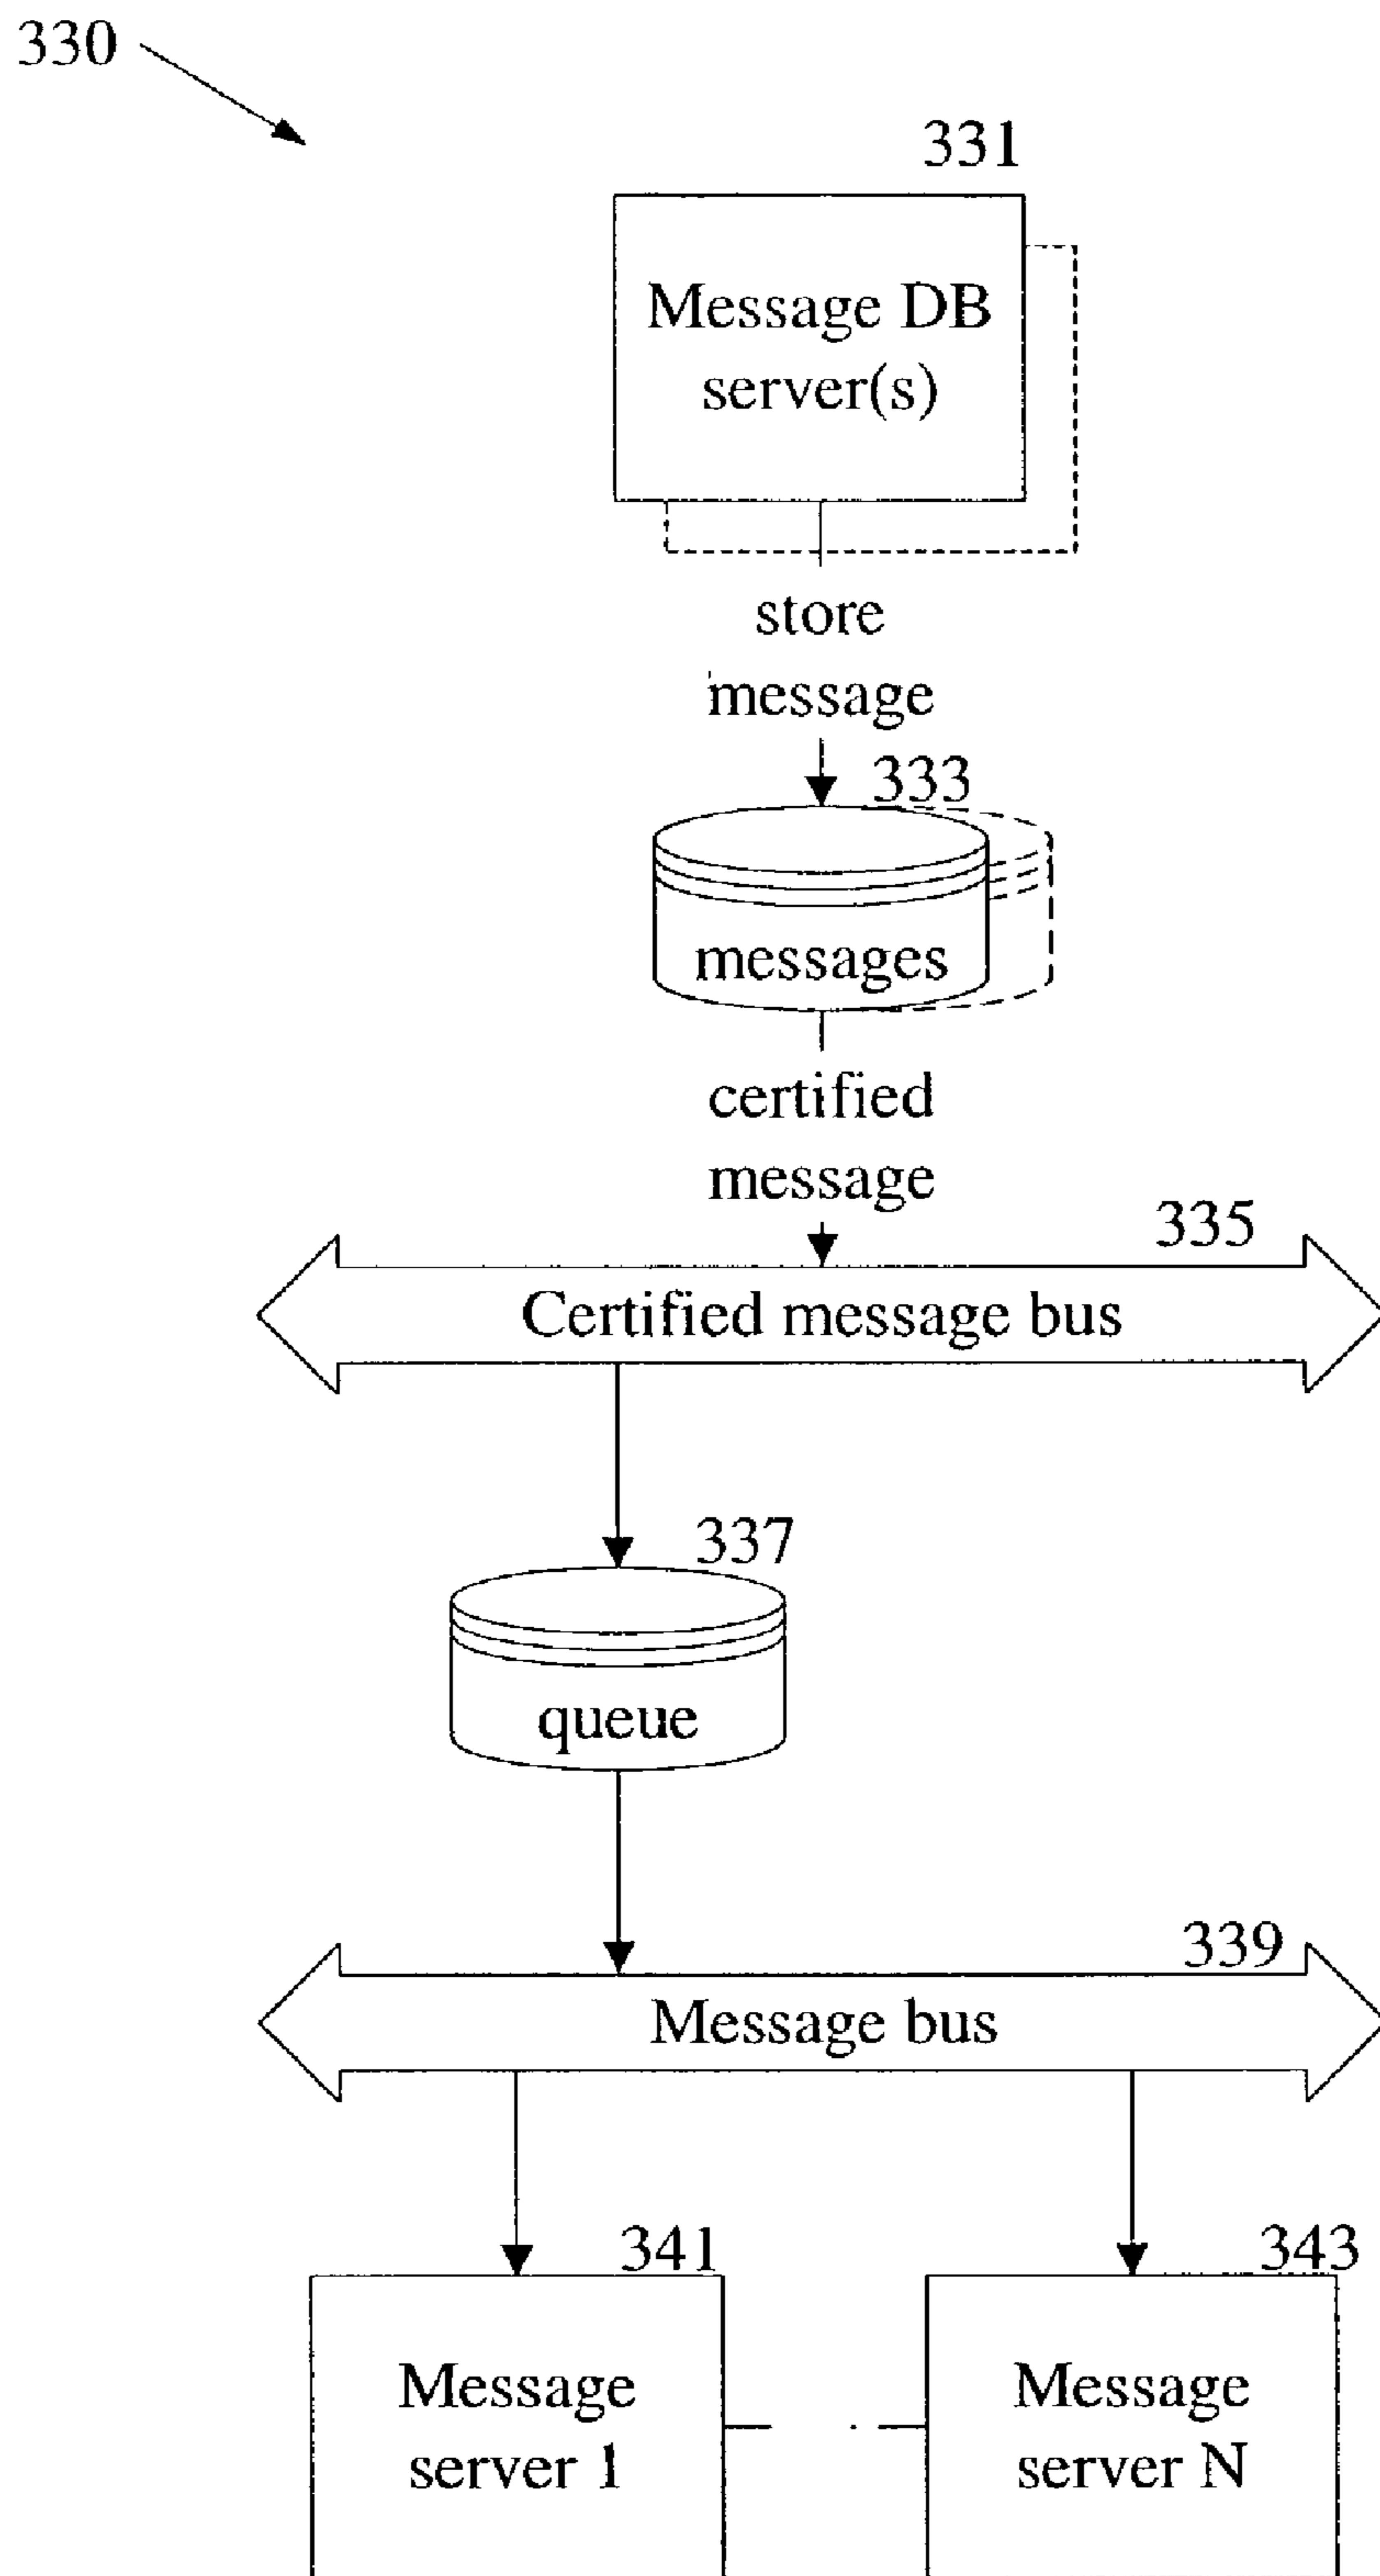 330
331
Message DB
server(s)
store
message
333
messages
certified
message
335
Certified message bus
337
queue
339
Message bus
341
343
Message
server 1
Message
server N